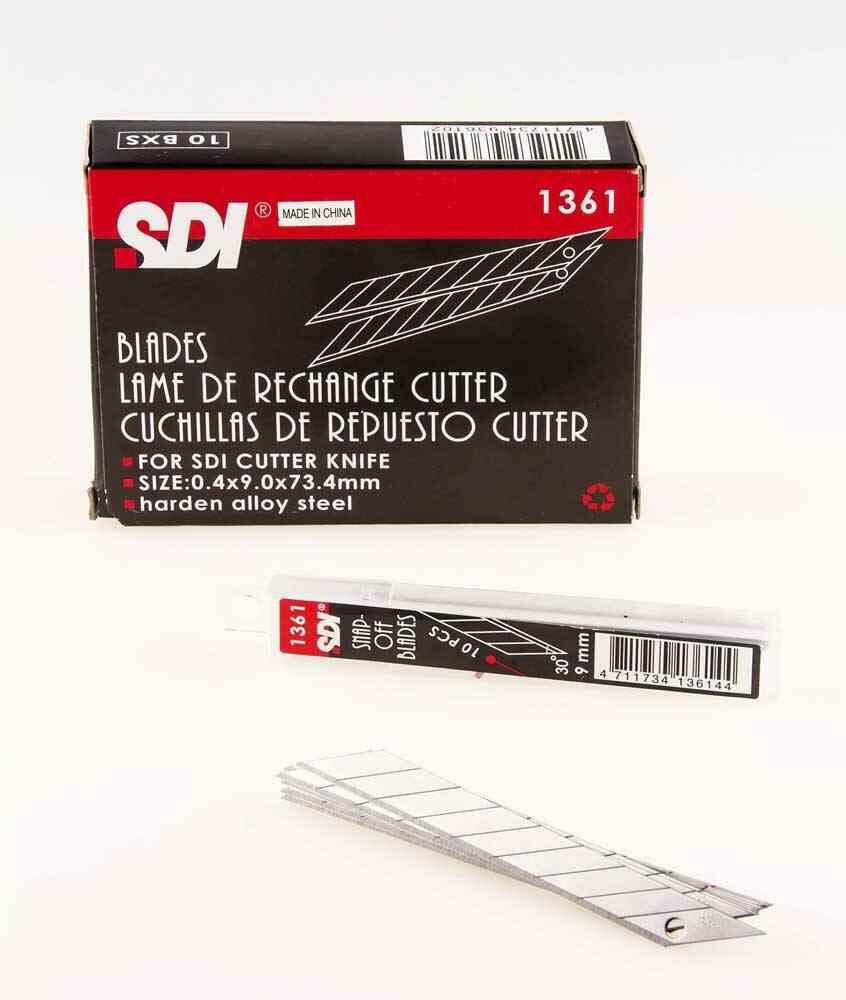 10 BXS
4 711734 936102
SDI® MADE IN CHINA 1361
BLADES
LAME DE RECHANGE CUTTER
CUCHILLAS DE REPUESTO CUTTER
FOR SDI CUTTER KNIFE
SIZE:0.4x9.0x73.4mm
harden alloy steel
1361
SDI®
SNAP-
OFF
BLADES
10 PCS
30°
9 mm
4 711734 136144